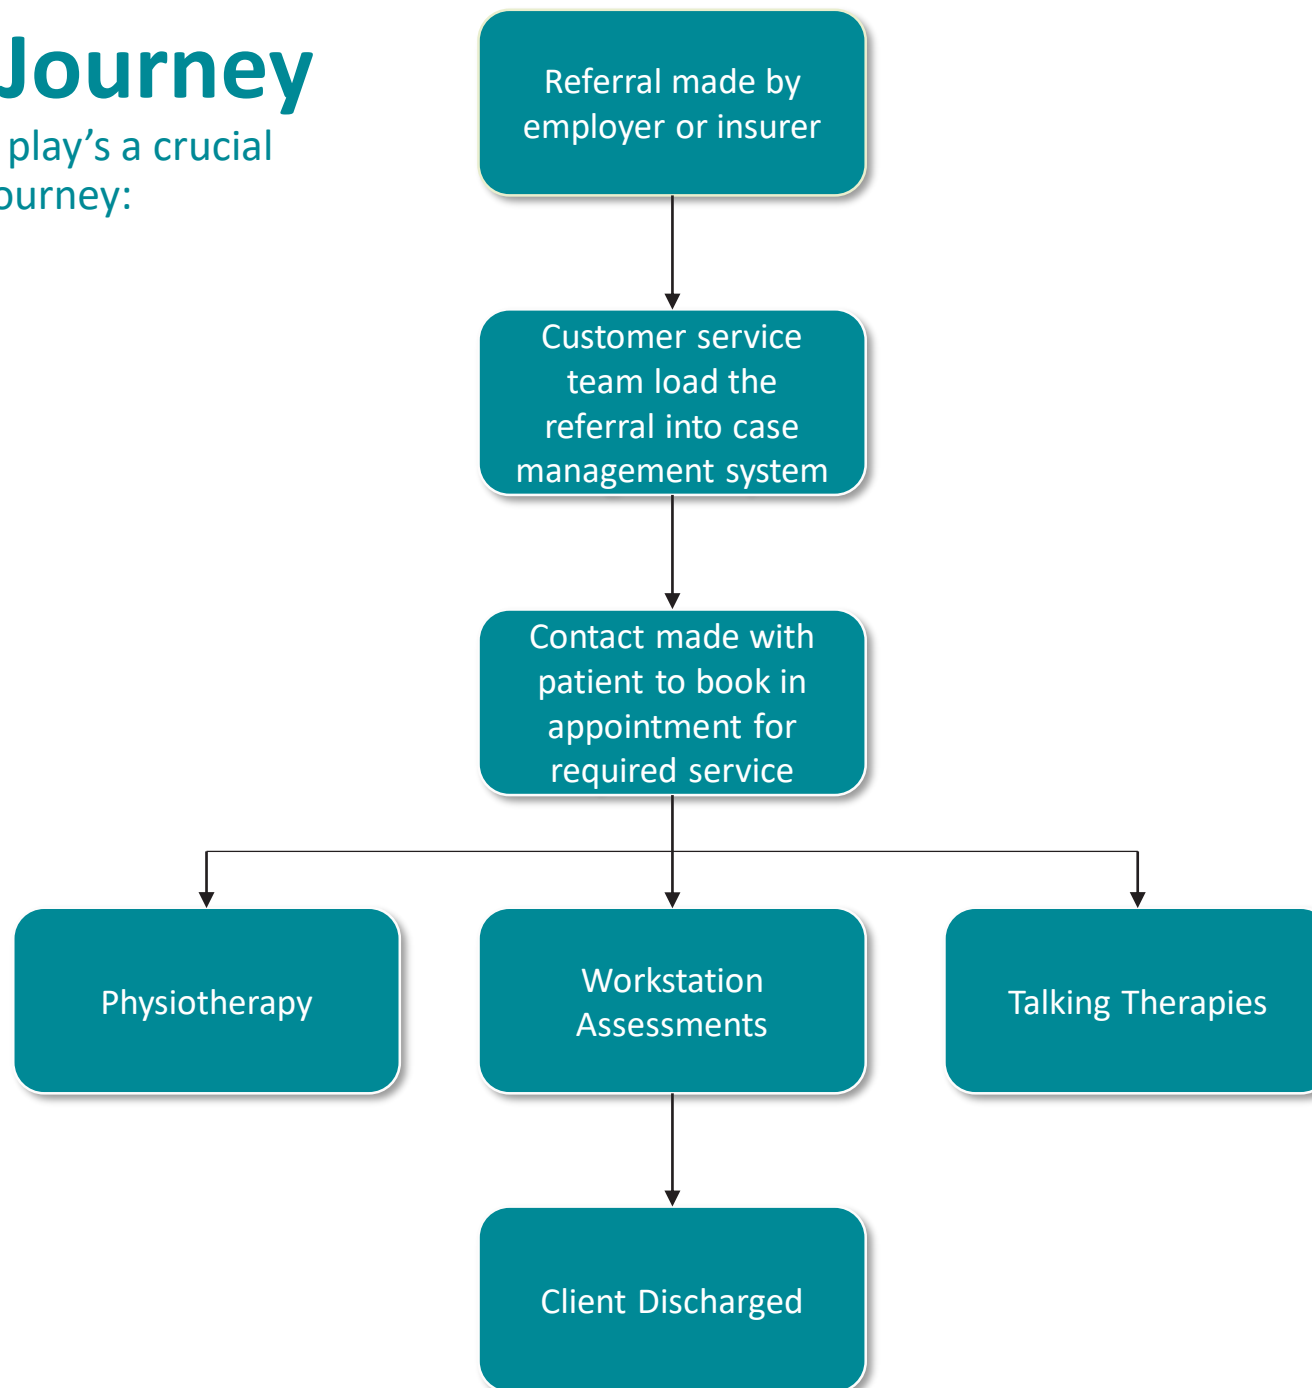 Journey
play's a crucial
ourney:
Referral made by
employer or insurer
Customer service
team load the
referral into case
management system
Contact made with
patient to book in
appointment for
required service
Physiotherapy
Workstation
Assessments
Talking Therapies
Client Discharged